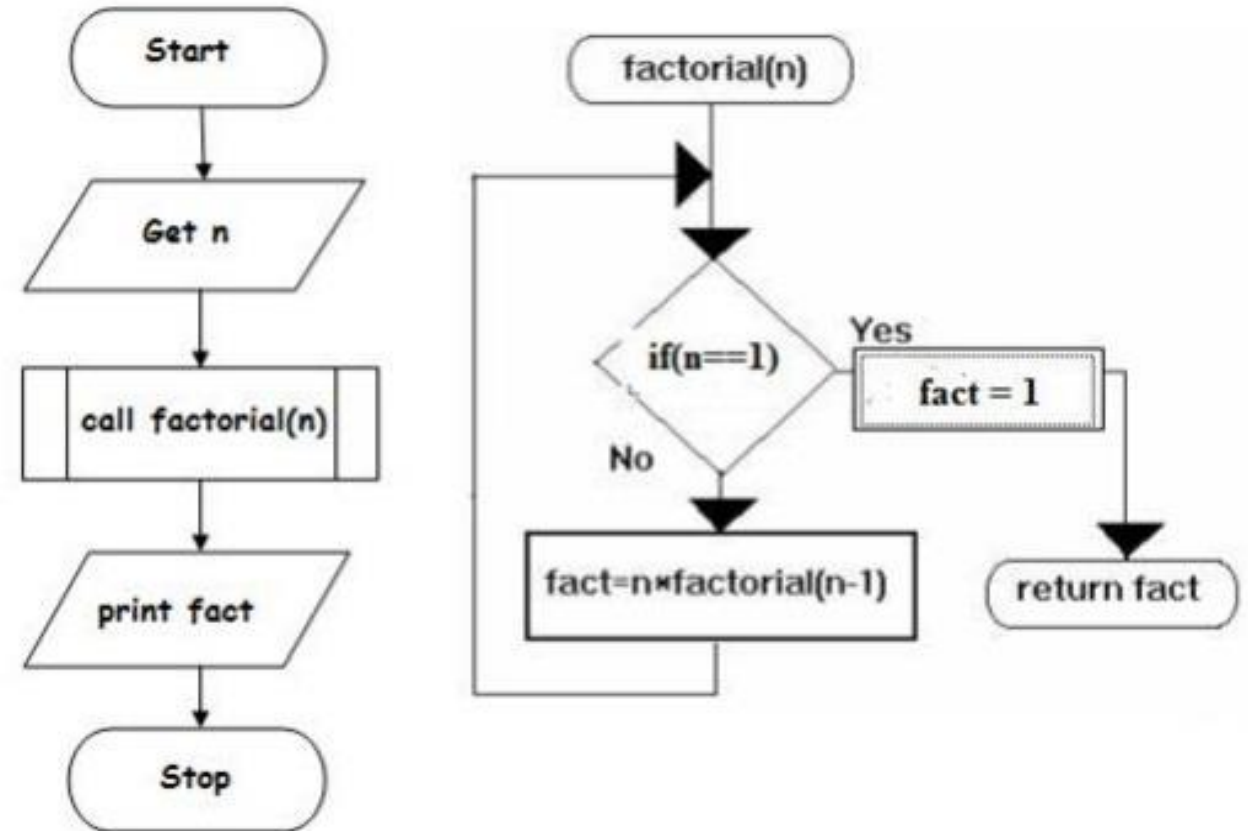 Start
Get n
call factorial(n)
print fact
Stop
factorial(n)
if(n==1)
Yes
fact = 1
No
fact=n*factorial(n-1)
return fact